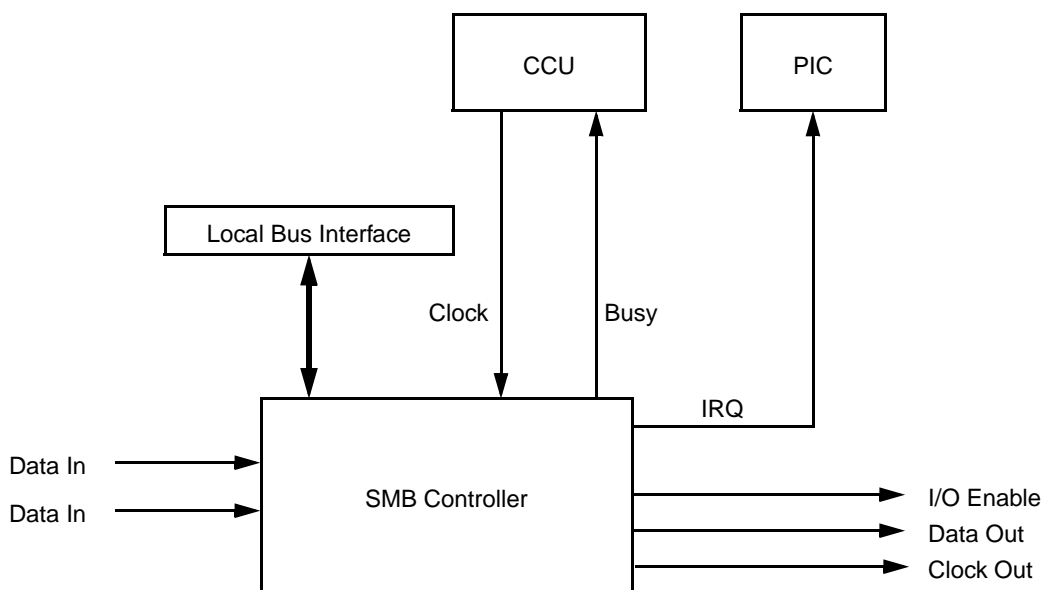 CCU
PIC
Local Bus Interface
Clock
Busy
IRQ
Data In
Data In
SMB Controller
I/O Enable
Data Out
Clock Out